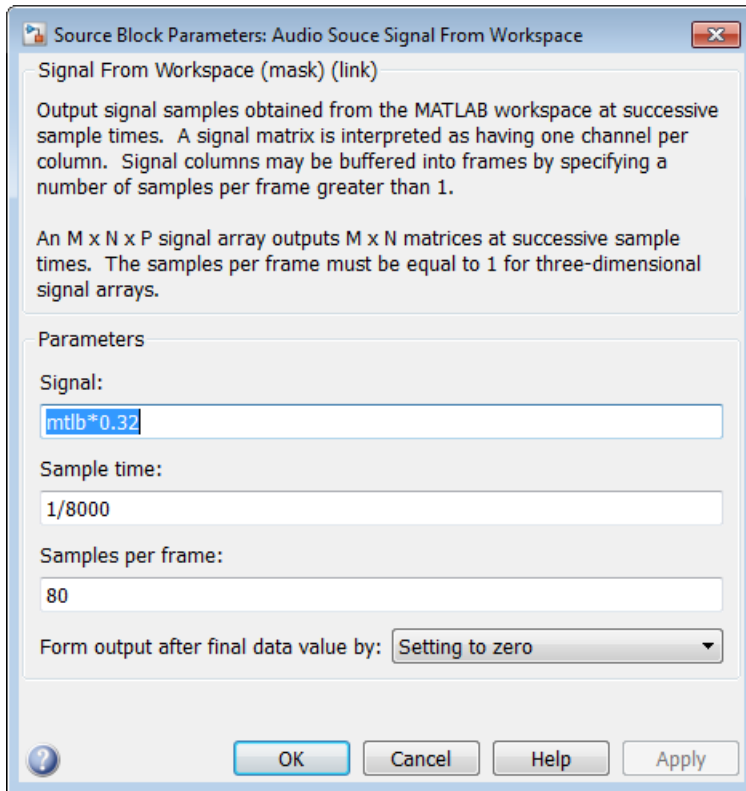 Source Block Parameters: Audio Souce Signal From Workspace
Signal From Workspace (mask) (link)
Output signal samples obtained from the MATLAB workspace at successive
sample times.  A signal matrix is interpreted as having one channel per
column.  Signal columns may be buffered into frames by specifying a
number of samples per frame greater than 1.
An M x N x P signal array outputs M x N matrices at successive sample
times.  The samples per frame must be equal to 1 for three-dimensional
signal arrays.
Parameters
Signal:
mtlb*0.32
Sample time:
1/8000
Samples per frame:
80
Form output after final data value by: Setting to zero
OK Cancel Help Apply